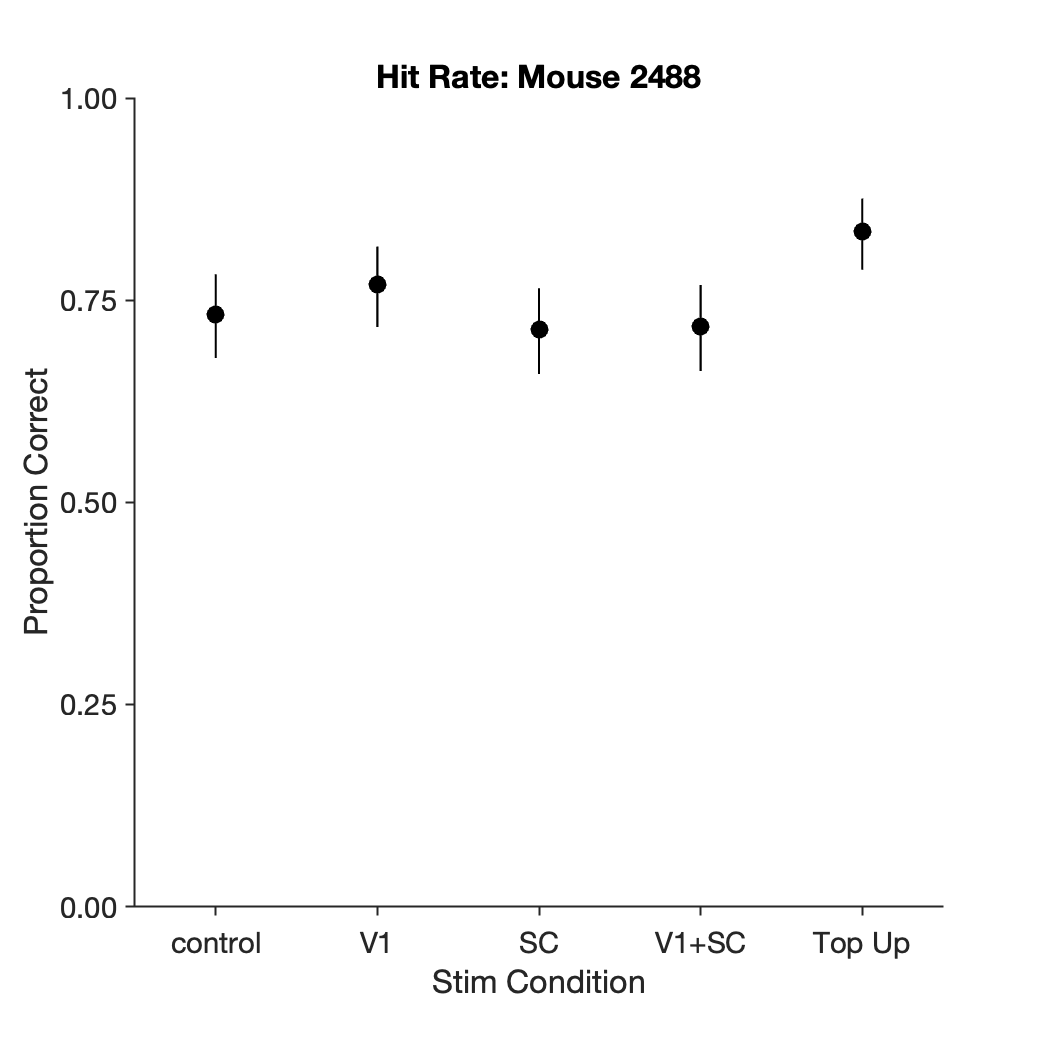 Hit Rate: Mouse 2488
1.00
0.75
0.50
0.25
0.00
Proportion Correct
control V1 SC V1+SC Top Up
Stim Condition